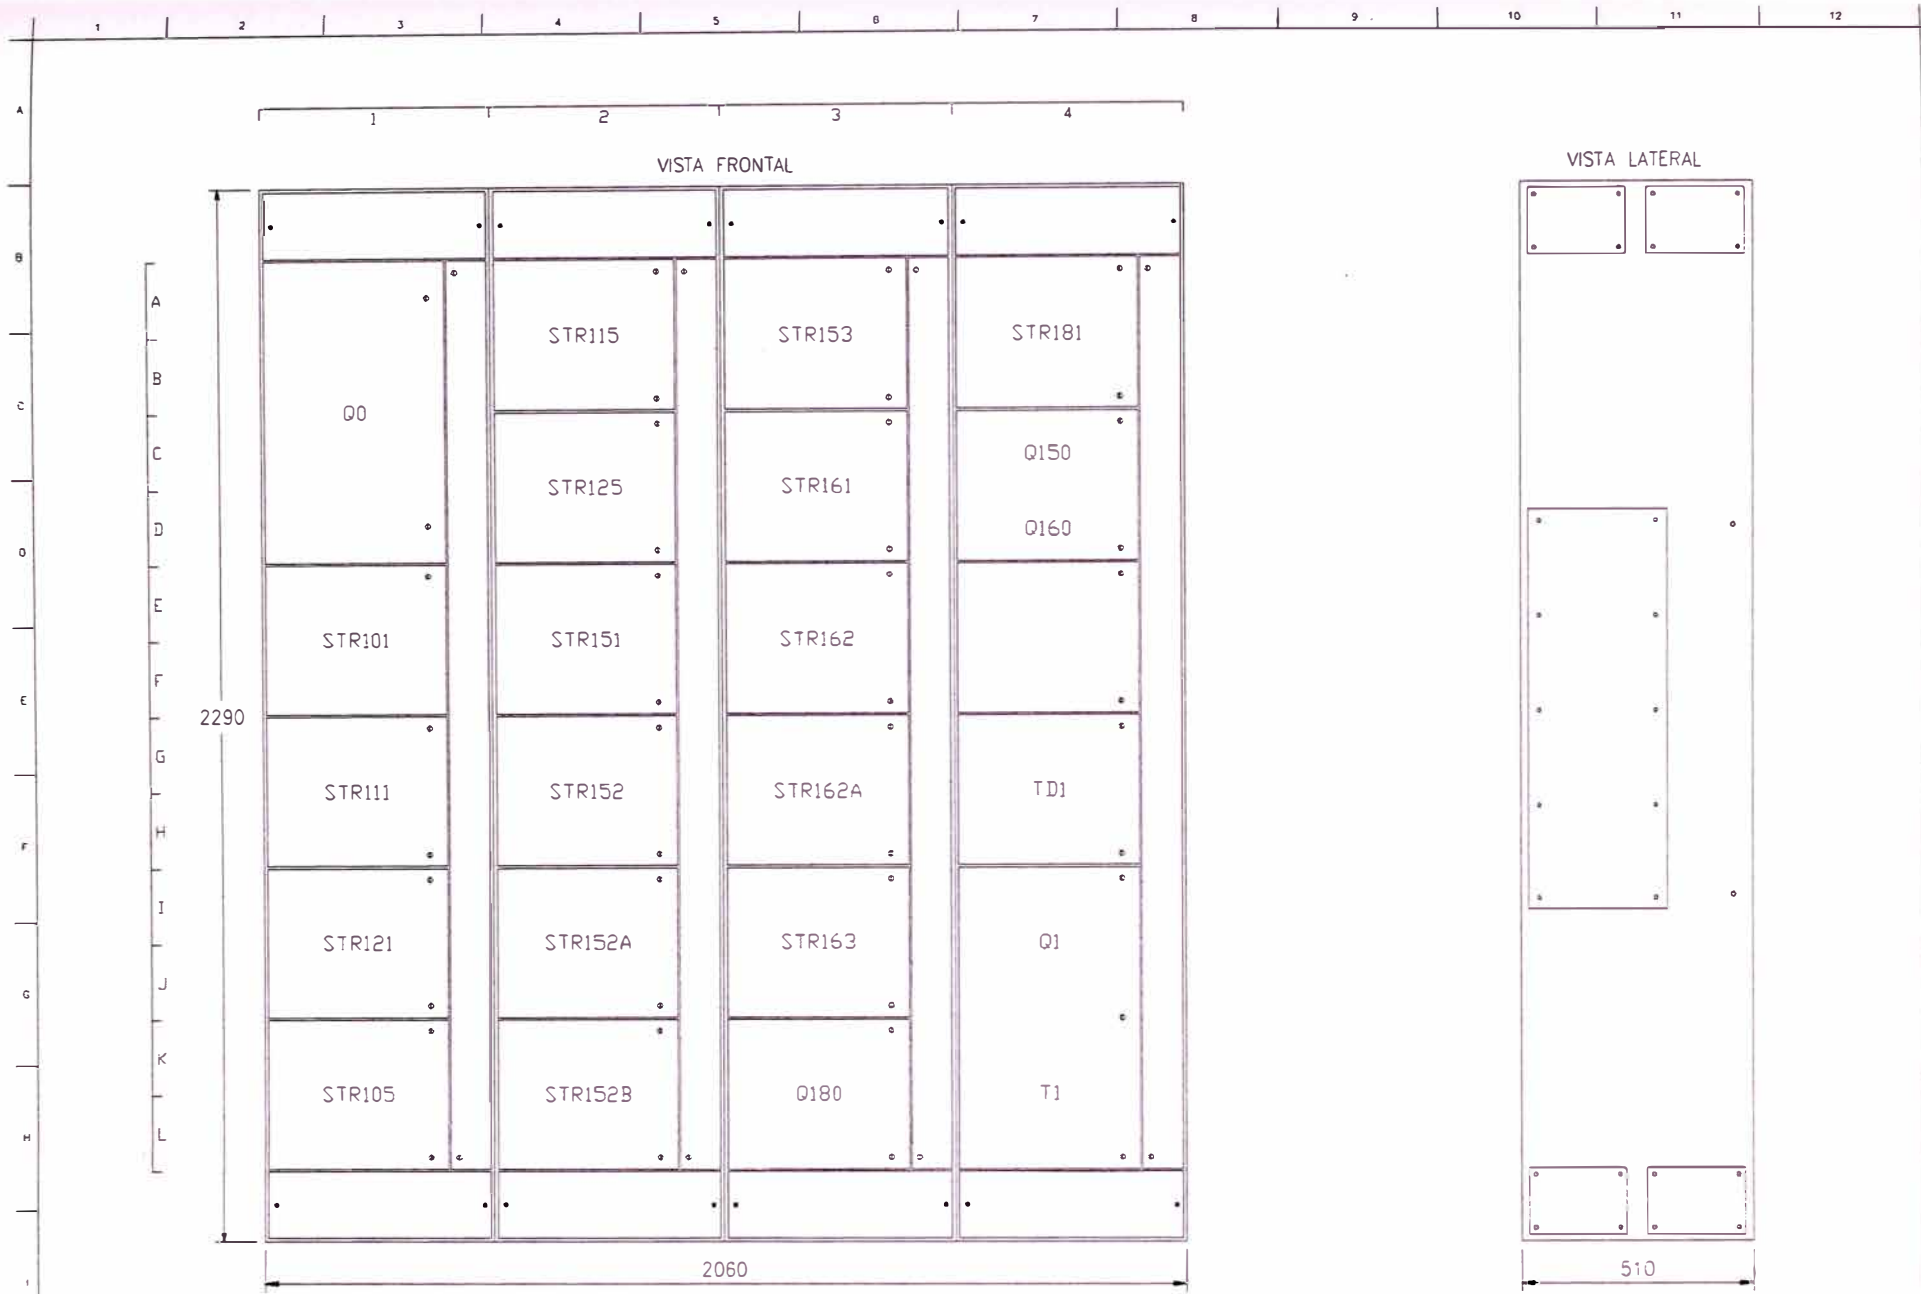 1 2 3 4 5 6 7 8 9 10 11 12
A
1 2 3 4
VISTA FRONTAL VISTA LATERAL
B
A
STR115 STR153 STR181
B
C
Q0
C Q150
STR125 STR161
D Q160
D
E
STR101 STR151 STR162
F
E
2290
G
STR111 STR152 STR162A TD1
H
F
I
STR121 STR152A STR163 Q1
J
G
K
STR105 STR152B Q180 T1
L
H
2060 510
I